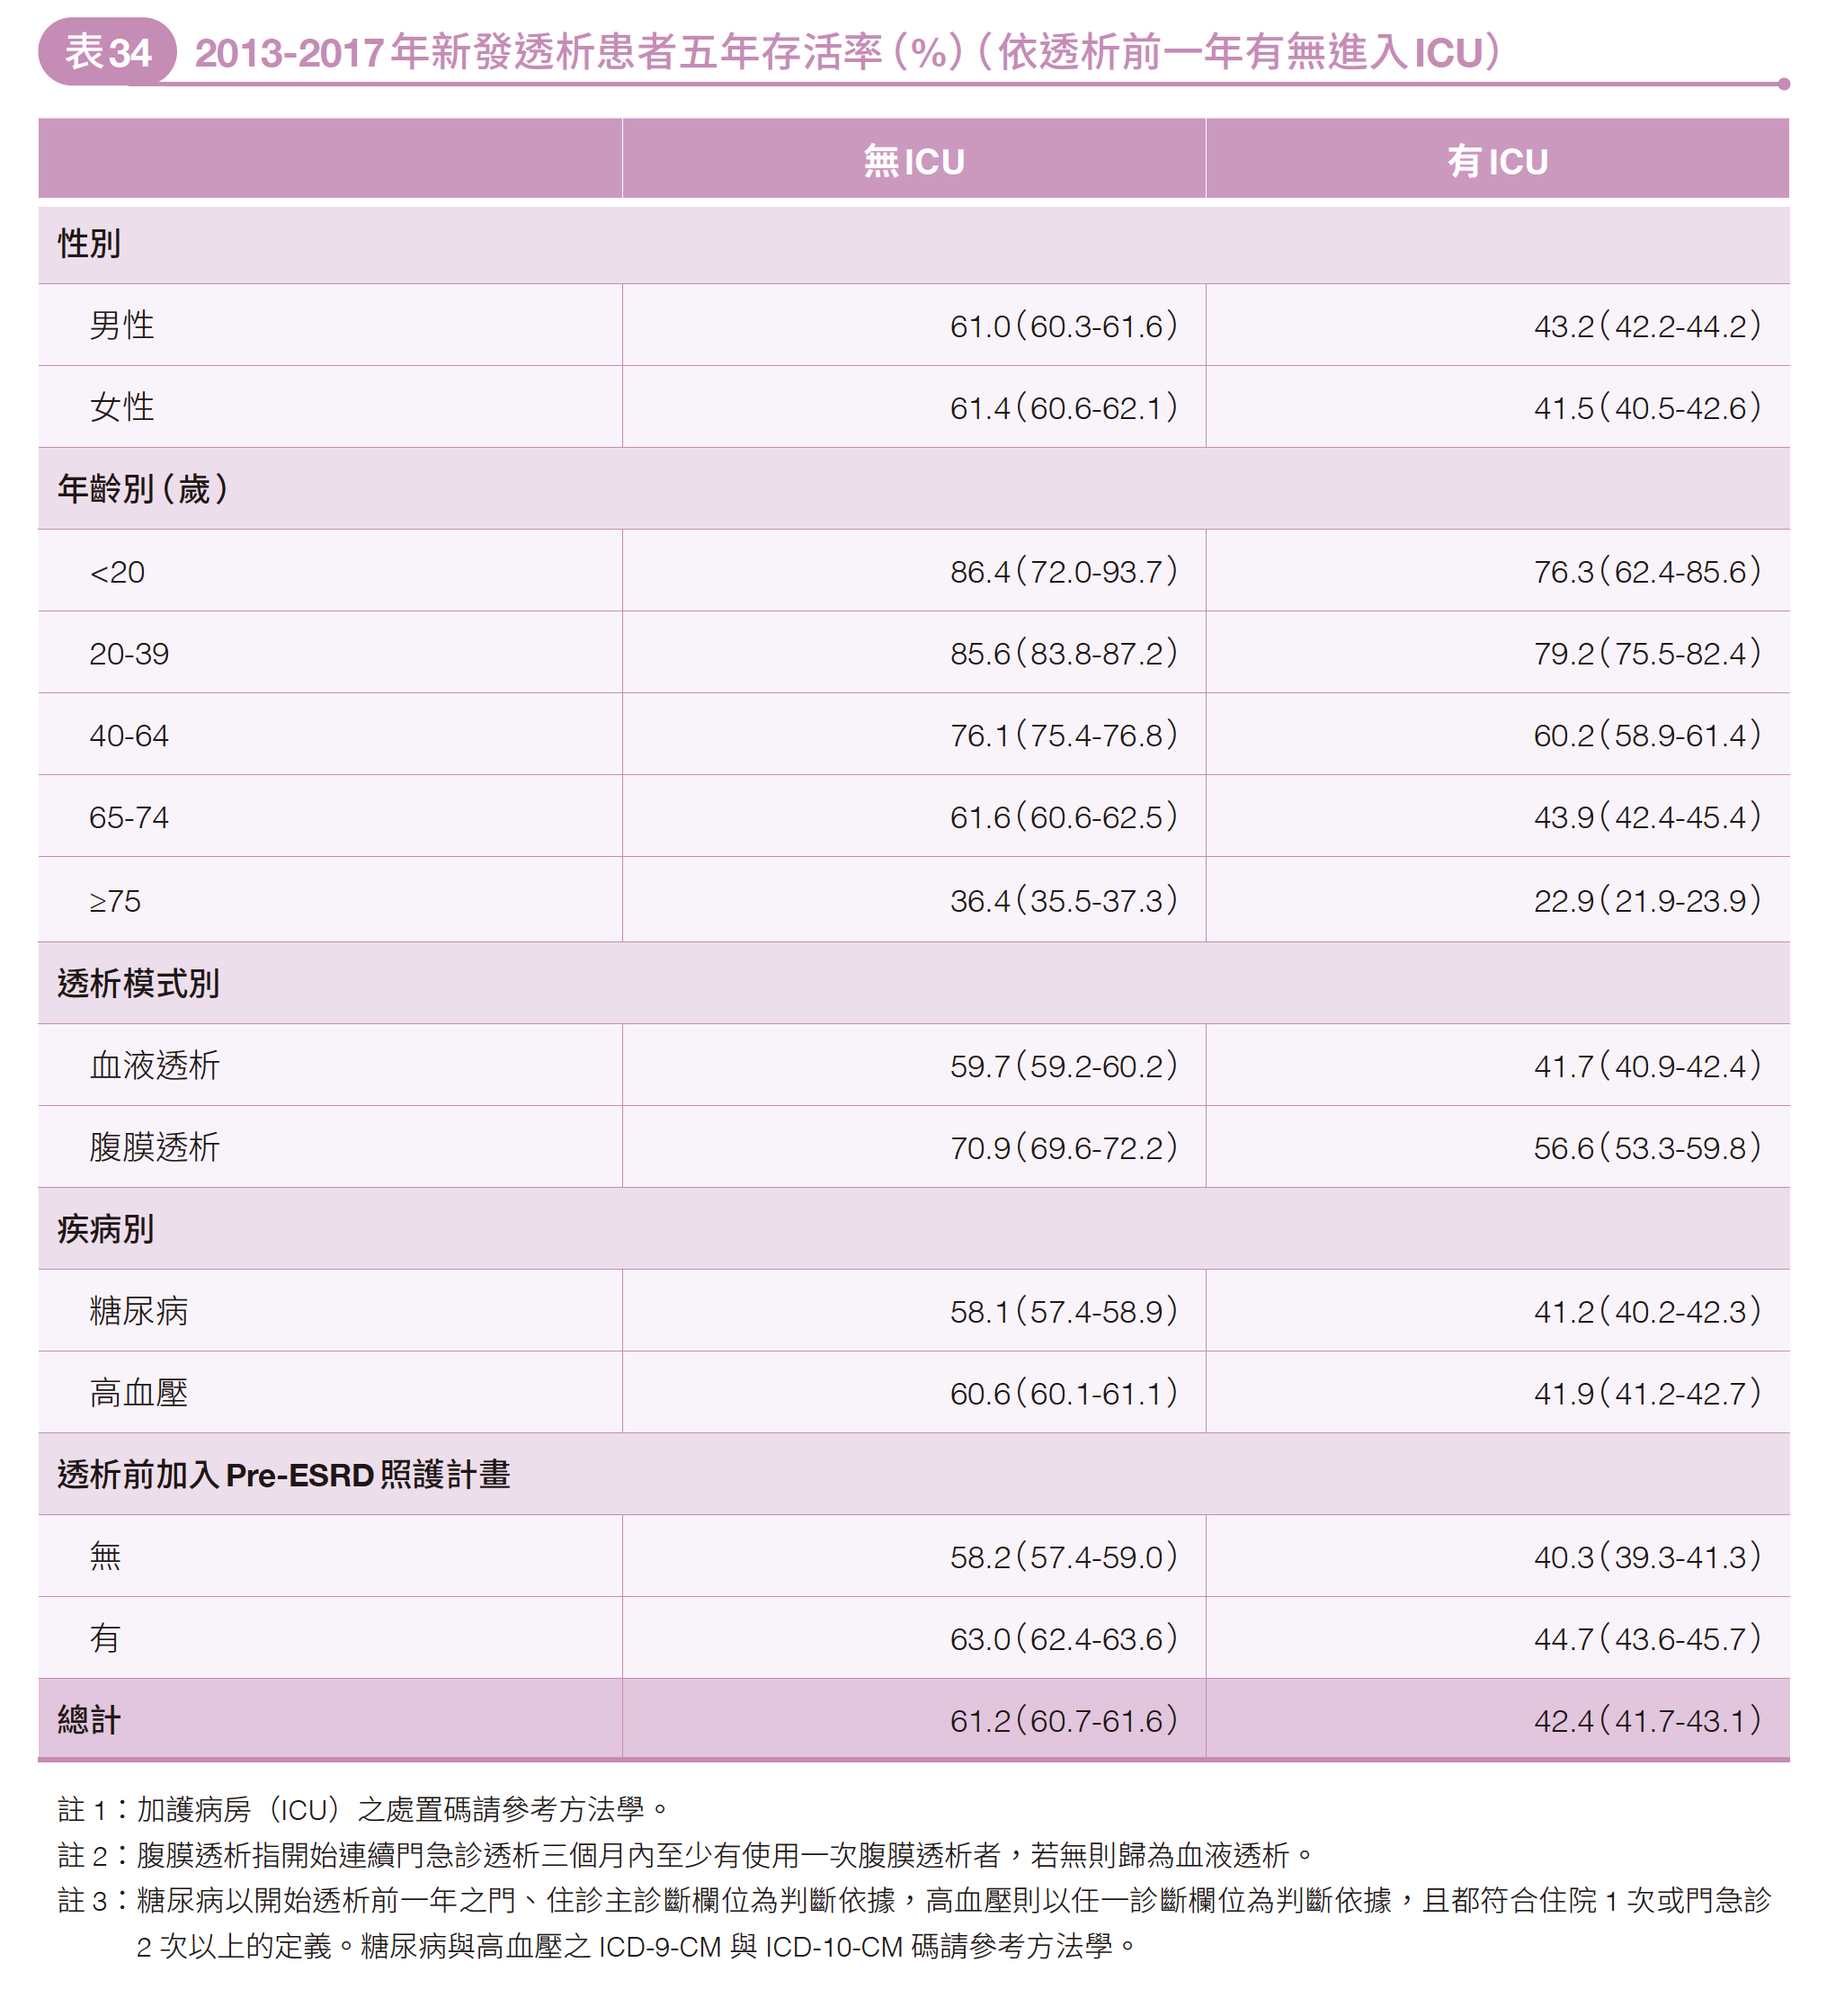 表34 2013-2017年新發透析患者五年存活率（%）（依透析前一年有無進入ICU）
無ICU 有ICU
性別
男性 61.0（60.3-61.6） 43.2（42.2-44.2）
女性 61.4（60.6-62.1） 41.5（40.5-42.6）
年齡別（歲）
<20 86.4（72.0-93.7） 76.3（62.4-85.6）
20-39 85.6（83.8-87.2） 79.2（75.5-82.4）
40-64 76.1（75.4-76.8） 60.2（58.9-61.4）
65-74 61.6（60.6-62.5） 43.9（42.4-45.4）
≥75 36.4（35.5-37.3） 22.9（21.9-23.9）
透析模式別
血液透析 59.7（59.2-60.2） 41.7（40.9-42.4）
腹膜透析 70.9（69.6-72.2） 56.6（53.3-59.8）
疾病別
糖尿病 58.1（57.4-58.9） 41.2（40.2-42.3）
高血壓 60.6（60.1-61.1） 41.9（41.2-42.7）
透析前加入Pre-ESRD照護計畫
無 58.2（57.4-59.0） 40.3（39.3-41.3）
有 63.0（62.4-63.6） 44.7（43.6-45.7）
總計 61.2（60.7-61.6） 42.4（41.7-43.1）
註 1：加護病房（ICU）之處置碼請參考方法學。
註 2：腹膜透析指開始連續門急診透析三個月內至少有使用一次腹膜透析者，若無則歸為血液透析。
註 3：糖尿病以開始透析前一年之門、住診主診斷欄位為判斷依據，高血壓則以任一診斷欄位為判斷依據，且都符合住院 1 次或門急診
2 次以上的定義。糖尿病與高血壓之 ICD-9-CM 與 ICD-10-CM 碼請參考方法學。